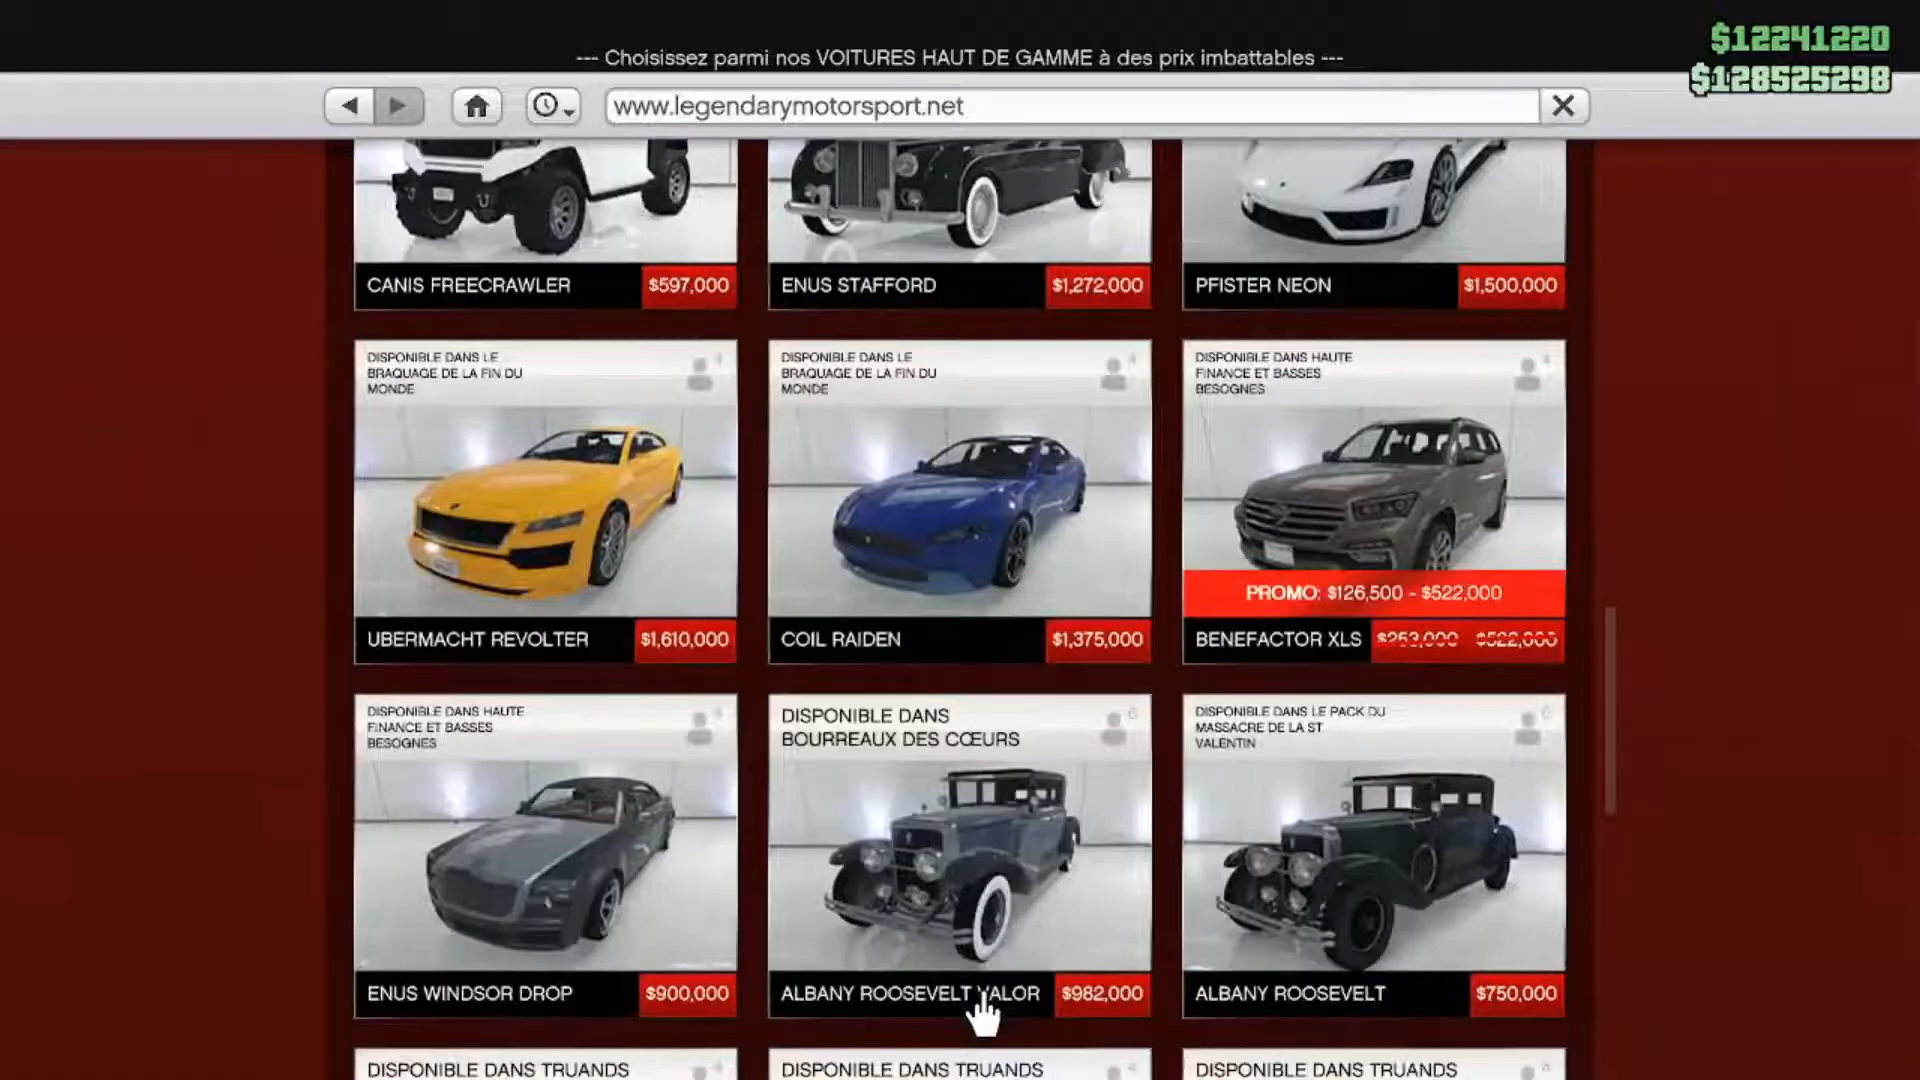 $12241220
--- Choisissez parmi nos VOITURES HAUT DE GAMME à des prix imbattables ---
$128525298
www.legendarymotorsport.net
CANIS FREECRAWLER $597,000
ENUS STAFFORD $1,272,000
PFISTER NEON $1,500,000
DISPONIBLE DANS LE
BRAQUAGE DE LA FIN DU
MONDE
4
UBERMACHT REVOLTER $1,610,000
DISPONIBLE DANS LE
BRAQUAGE DE LA FIN DU
MONDE
4
COIL RAIDEN $1,375,000
DISPONIBLE DANS HAUTE
FINANCE ET BASSES
BESOGNES
4
PROMO: $126,500 - $522,000
BENEFACTOR XLS $253,000 $522,000
DISPONIBLE DANS HAUTE
FINANCE ET BASSES
BESOGNES
4
ENUS WINDSOR DROP $900,000
DISPONIBLE DANS
BOURREAUX DES CŒURS
6
ALBANY ROOSEVELT VALOR $982,000
DISPONIBLE DANS LE PACK DU
MASSACRE DE LA ST
VALENTIN
6
ALBANY ROOSEVELT $750,000
DISPONIBLE DANS TRUANDS
DISPONIBLE DANS TRUANDS
DISPONIBLE DANS TRUANDS